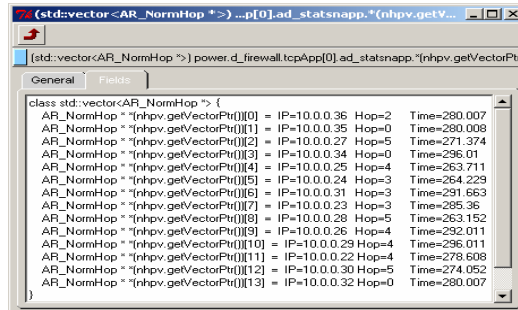 (std::vector<AR_NormHop *>) ...p[0].ad_statsnapp.*(nhpv.getV...
(std::vector<AR_NormHop *>) power.d_firewall.tcpApp[0].ad_statsnapp.*(nhpv.getVectorPt
General Fields
class std::vector<AR_NormHop *> {
AR_NormHop * *(nhpv.getVectorPtr())[0] = IP=10.0.0.36 Hop=2 Time=280.007
AR_NormHop * *(nhpv.getVectorPtr())[1] = IP=10.0.0.35 Hop=0 Time=280.008
AR_NormHop * *(nhpv.getVectorPtr())[2] = IP=10.0.0.27 Hop=5 Time=271.374
AR_NormHop * *(nhpv.getVectorPtr())[3] = IP=10.0.0.34 Hop=0 Time=296.01
AR_NormHop * *(nhpv.getVectorPtr())[4] = IP=10.0.0.25 Hop=4 Time=263.711
AR_NormHop * *(nhpv.getVectorPtr())[5] = IP=10.0.0.24 Hop=3 Time=264.229
AR_NormHop * *(nhpv.getVectorPtr())[6] = IP=10.0.0.31 Hop=3 Time=291.663
AR_NormHop * *(nhpv.getVectorPtr())[7] = IP=10.0.0.23 Hop=3 Time=285.36
AR_NormHop * *(nhpv.getVectorPtr())[8] = IP=10.0.0.28 Hop=5 Time=263.152
AR_NormHop * *(nhpv.getVectorPtr())[9] = IP=10.0.0.26 Hop=4 Time=292.011
AR_NormHop * *(nhpv.getVectorPtr())[10] = IP=10.0.0.29 Hop=4 Time=296.011
AR_NormHop * *(nhpv.getVectorPtr())[11] = IP=10.0.0.22 Hop=4 Time=278.608
AR_NormHop * *(nhpv.getVectorPtr())[12] = IP=10.0.0.30 Hop=5 Time=274.052
AR_NormHop * *(nhpv.getVectorPtr())[13] = IP=10.0.0.32 Hop=0 Time=280.007
}